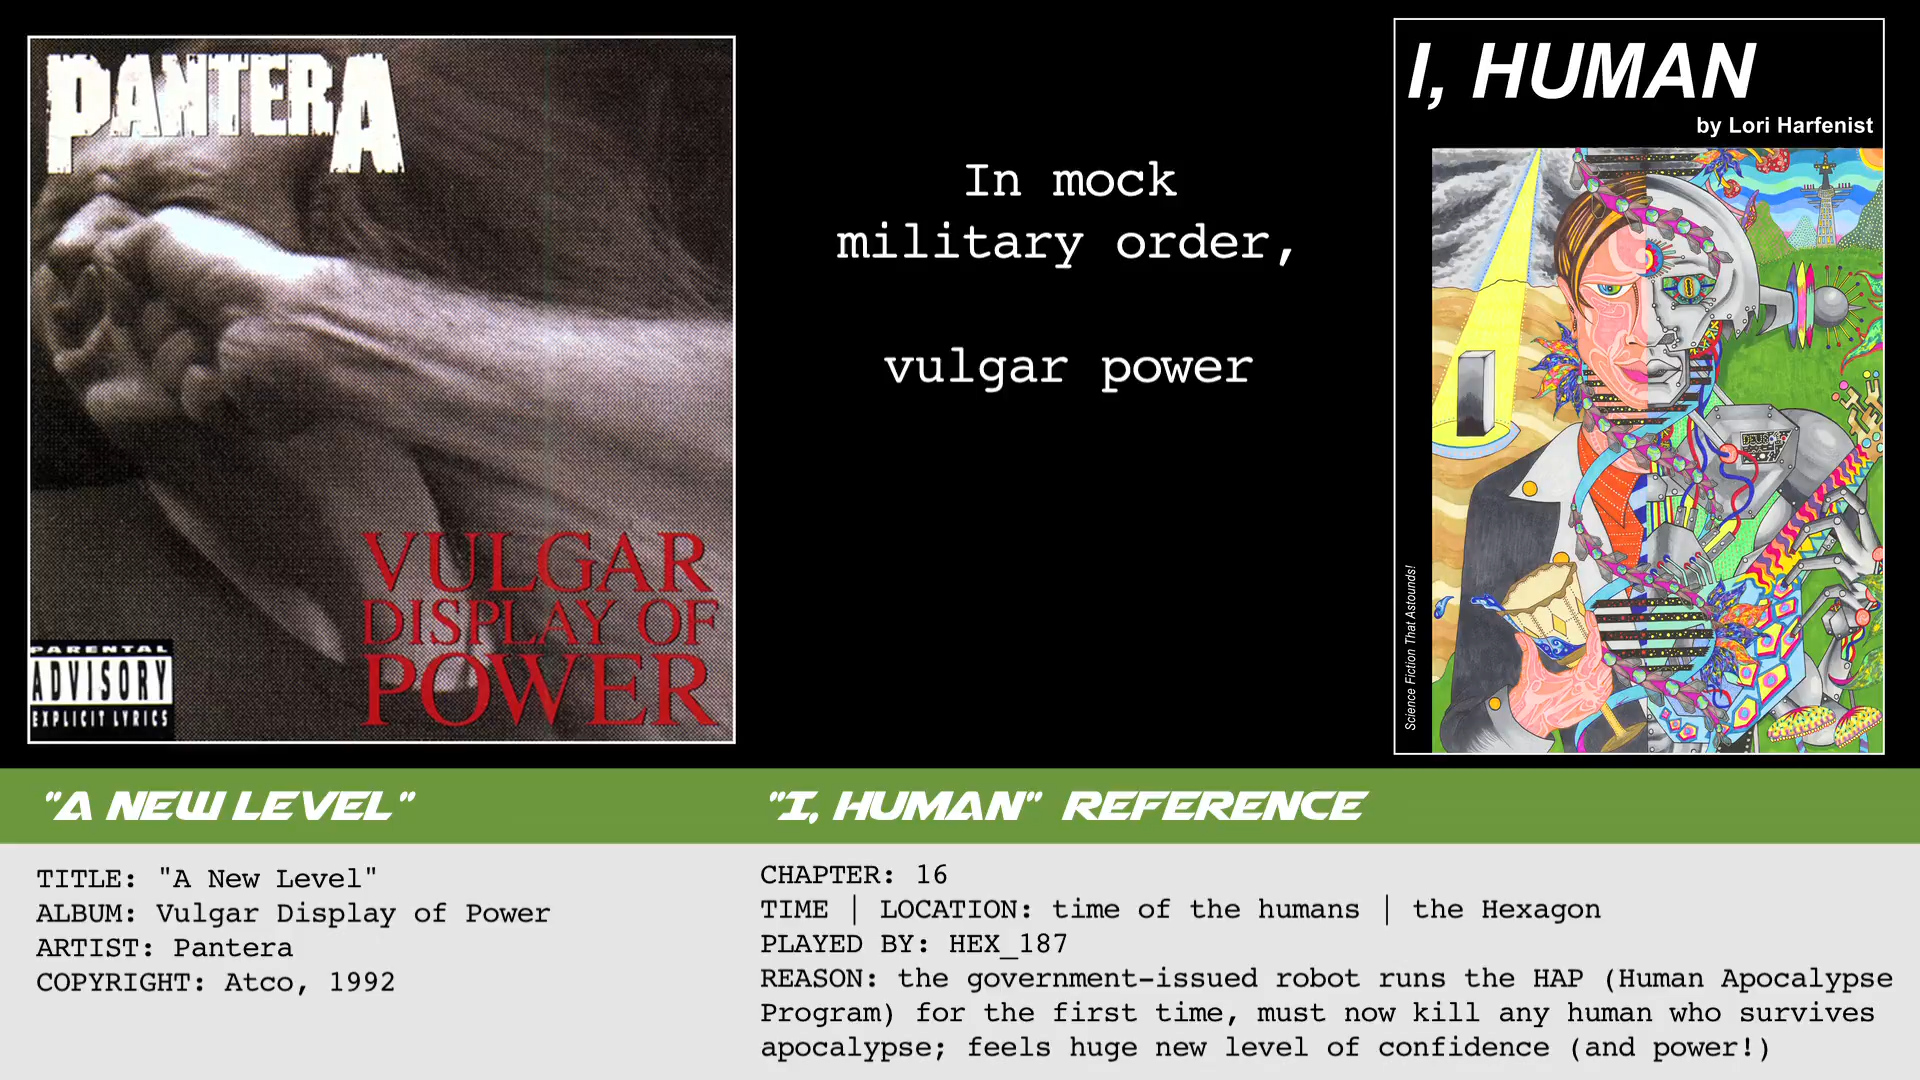 PANTERA
VULGAR
DISPLAY OF
POWER
PARENTAL
ADVISORY
EXPLICIT LYRICS
In mock
military order,
vulgar power
I, HUMAN
by Lori Harfenist
DEUS
Science Fiction That Astounds!
"A NEW LEVEL"
TITLE: "A New Level"
ALBUM: Vulgar Display of Power
ARTIST: Pantera
COPYRIGHT: Atco, 1992
"I, HUMAN" REFERENCE
CHAPTER: 16
TIME | LOCATION: time of the humans | the Hexagon
PLAYED BY: HEX_187
REASON: the government-issued robot runs the HAP (Human Apocalypse
Program) for the first time, must now kill any human who survives
apocalypse; feels huge new level of confidence (and power!)